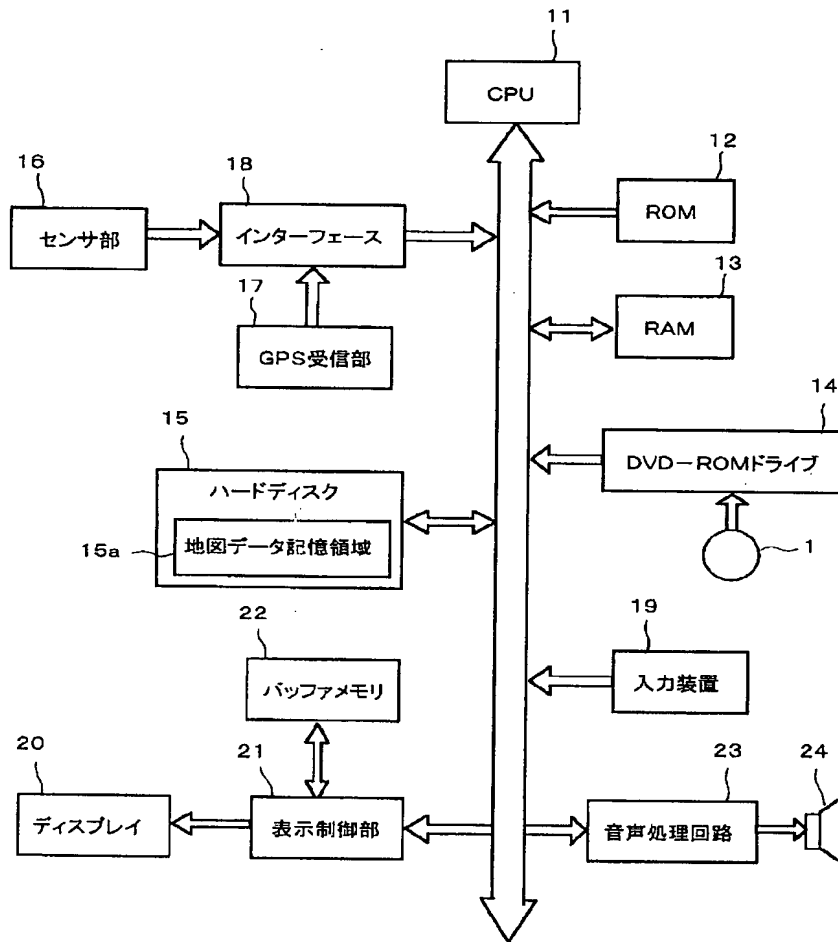 11
CPU
16
センサ部
18
インターフェース
12
ROM
17
GPS受信部
13
RAM
14
DVD-ROMドライブ
1
15
ハードディスク
15a
地図データ記憶領域
22
バッファメモリ
19
入力装置
20
ディスプレイ
21
表示制御部
23
音声処理回路
24